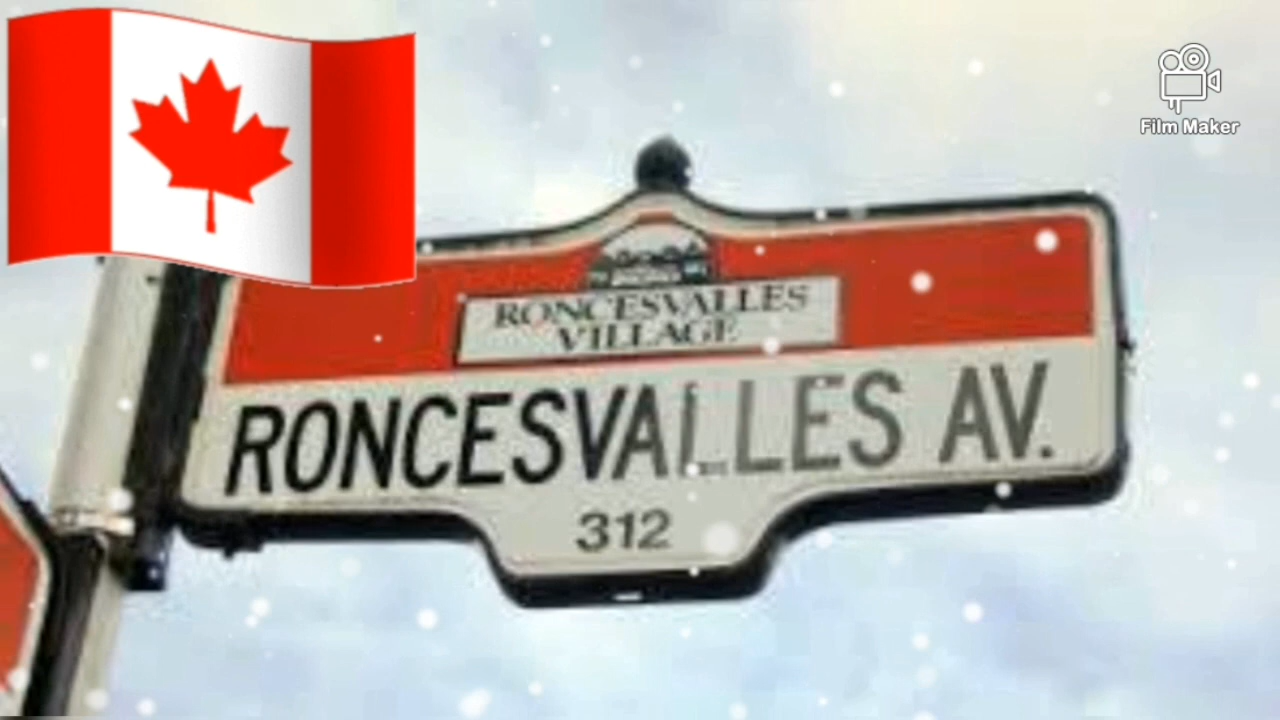 Film Maker
RONCESVALLES
VILLAGE
RONCESVALLES AV.
312